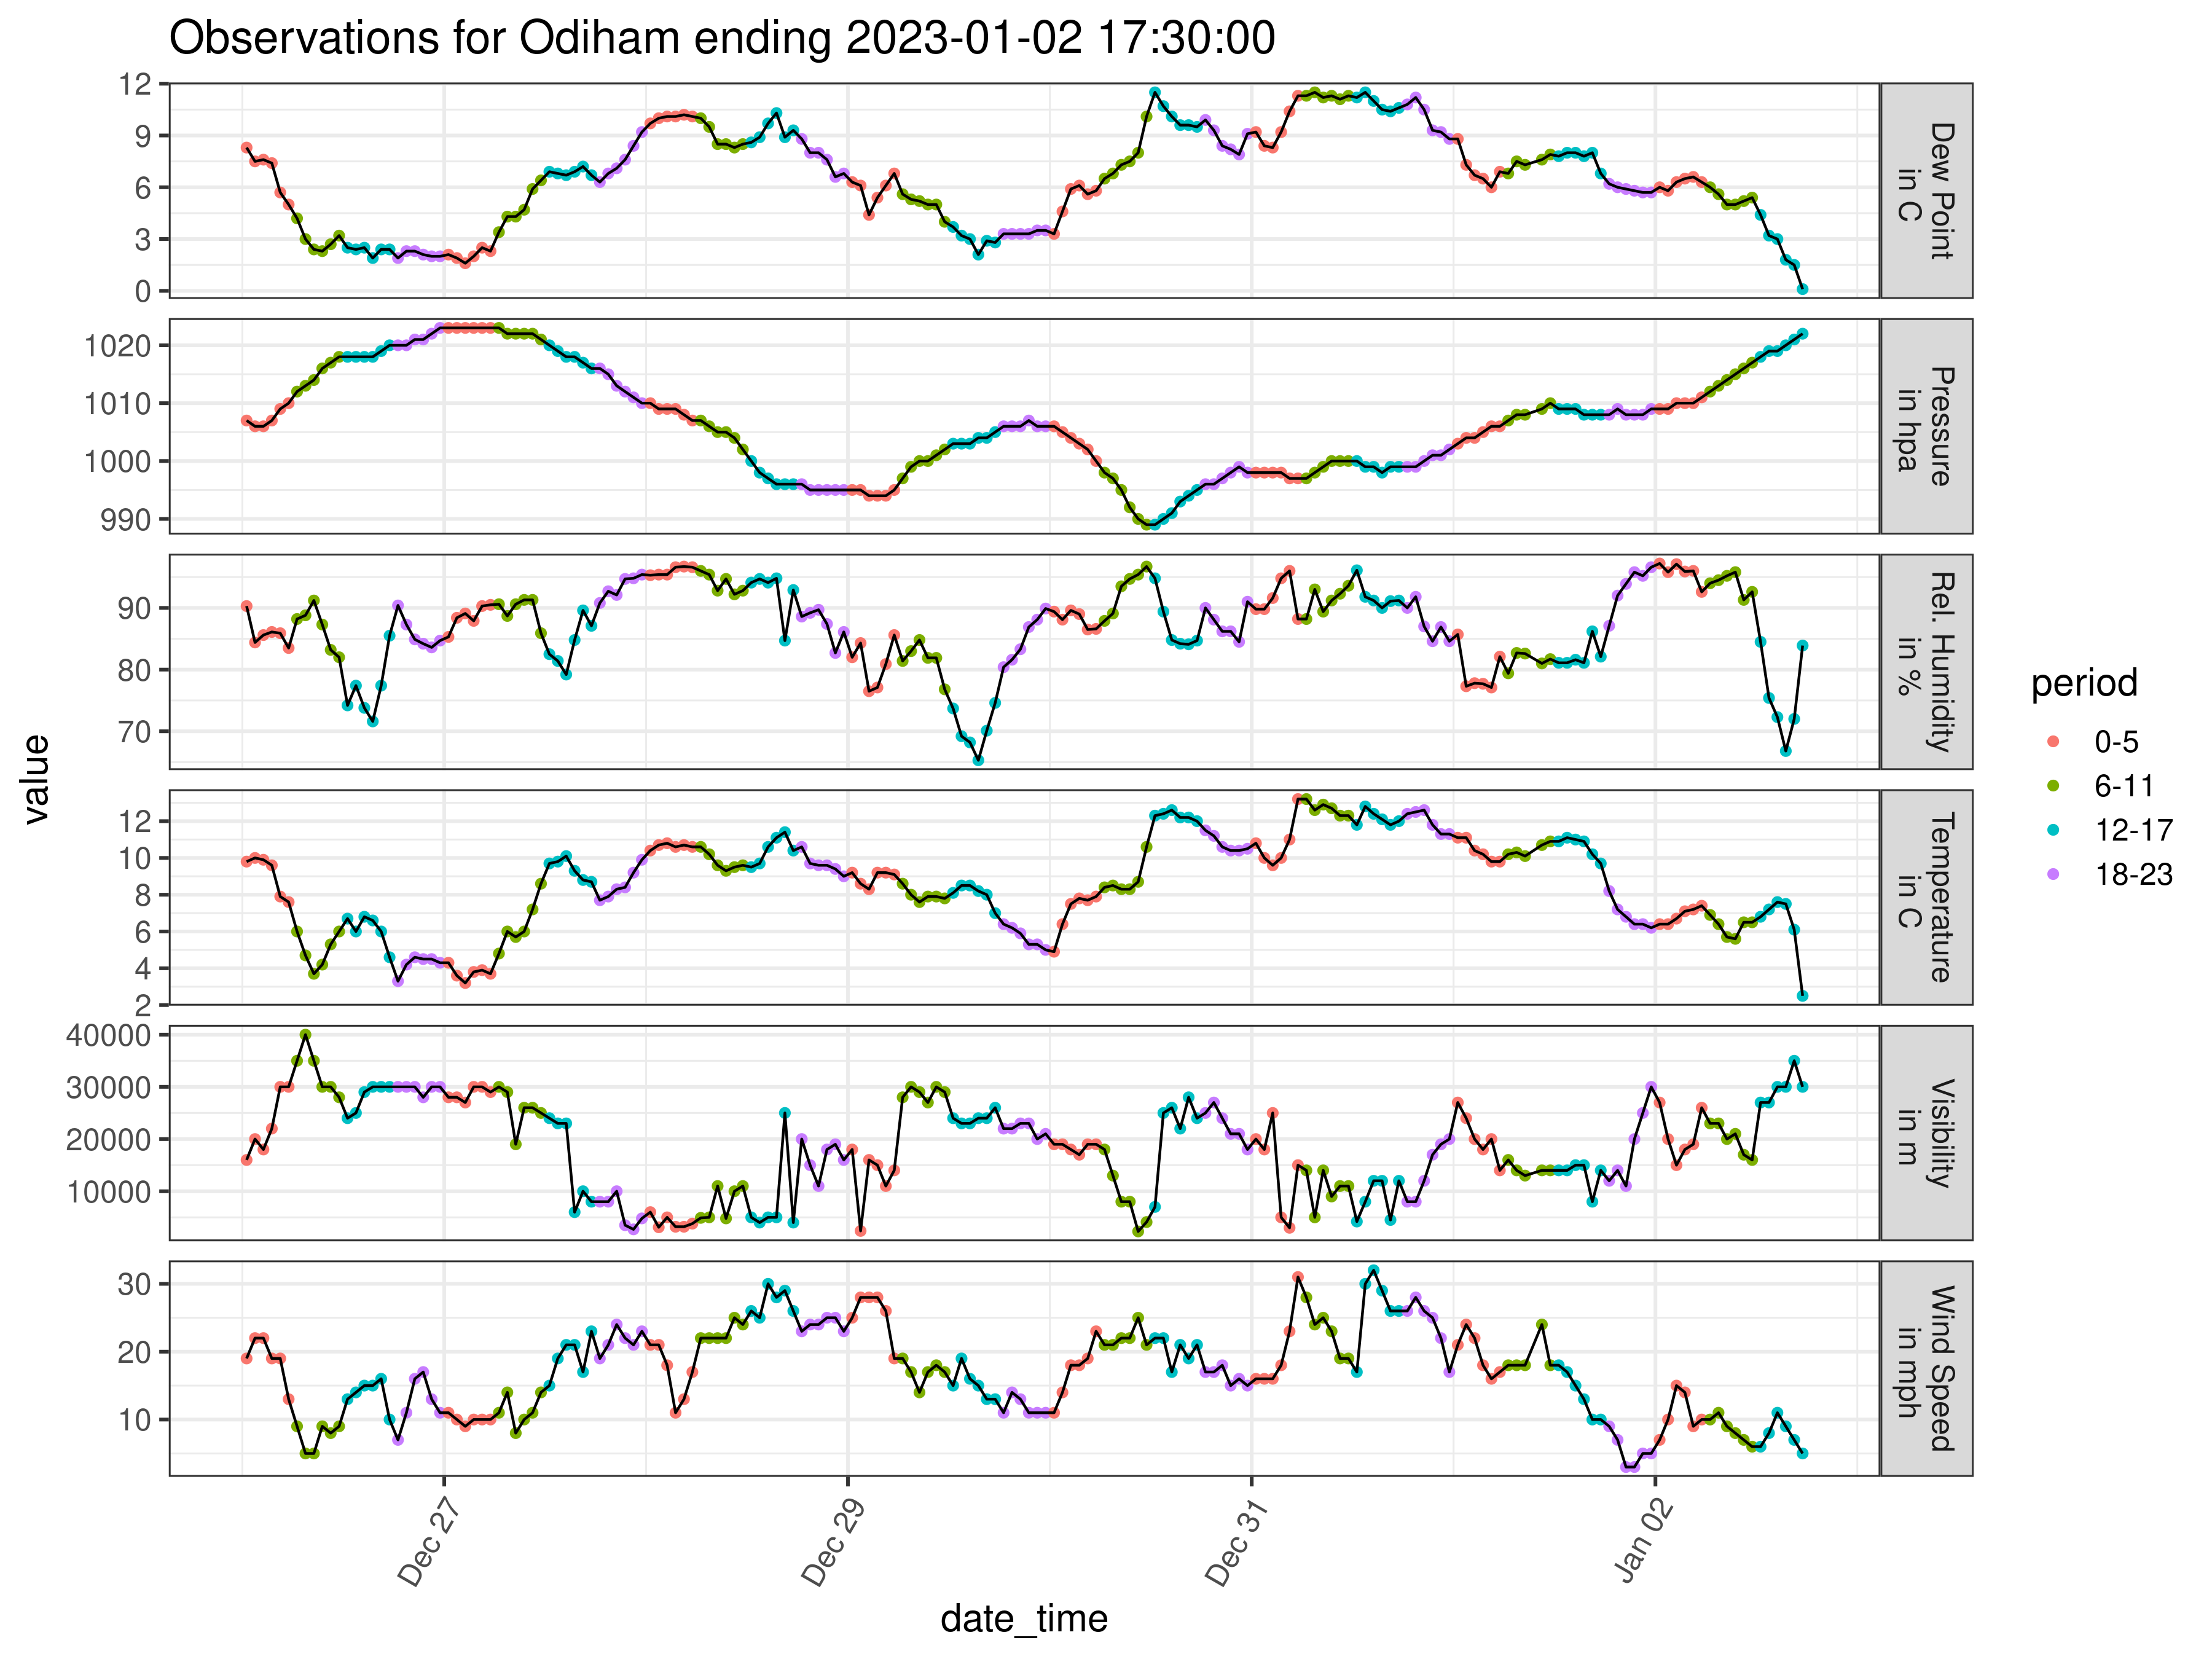 Observations for Odiham ending 2023-01-02 17:30:00
value
12
9
6
3
0
Dew Point
in C
1020
1010
1000
990
Pressure
in hpa
90
80
70
Rel. Humidity
in %
12
10
8
6
4
2
Temperature
in C
40000
30000
20000
10000
Visibility
in m
30
20
10
Wind Speed
in mph
Dec 27
Dec 29
Dec 31
Jan 02
date_time
period
0-5
6-11
12-17
18-23